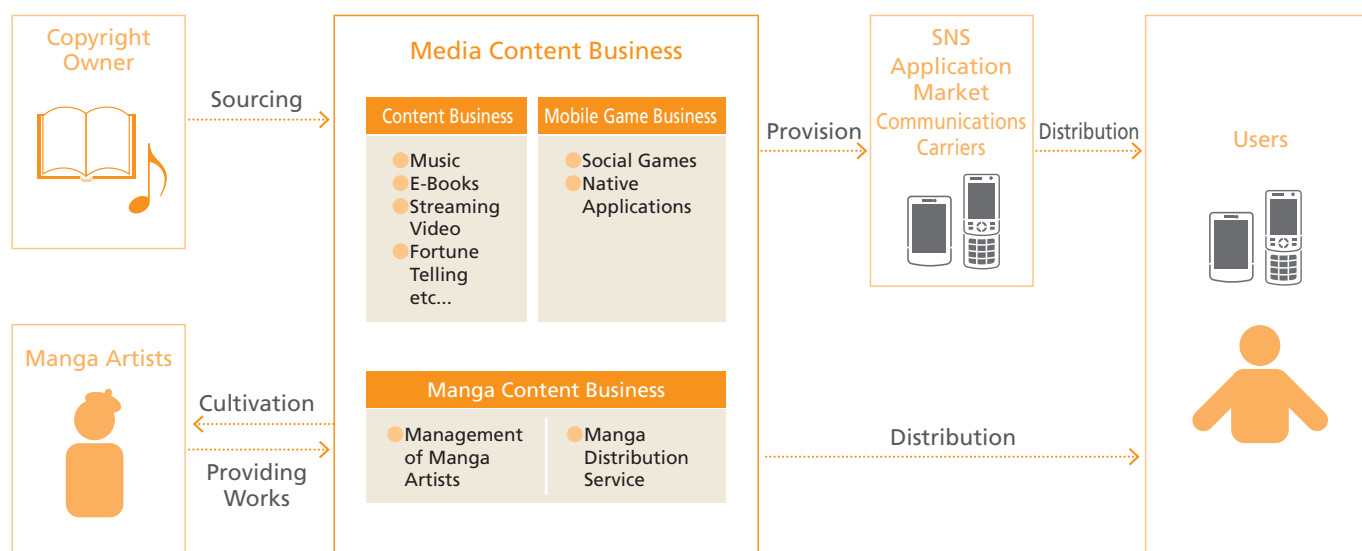 Copyright
Owner
Sourcing
Manga Artists
Cultivation
Providing
Works
Media Content Business
Content Business
Music
E-Books
Streaming
Video
Fortune
Telling
etc...
Mobile Game Business
Social Games
Native
Applications
Manga Content Business
Management
of Manga
Artists
Manga
Distribution
Service
Provision
SNS
Application
Market
Communications
Carriers
Distribution
Distribution
Users